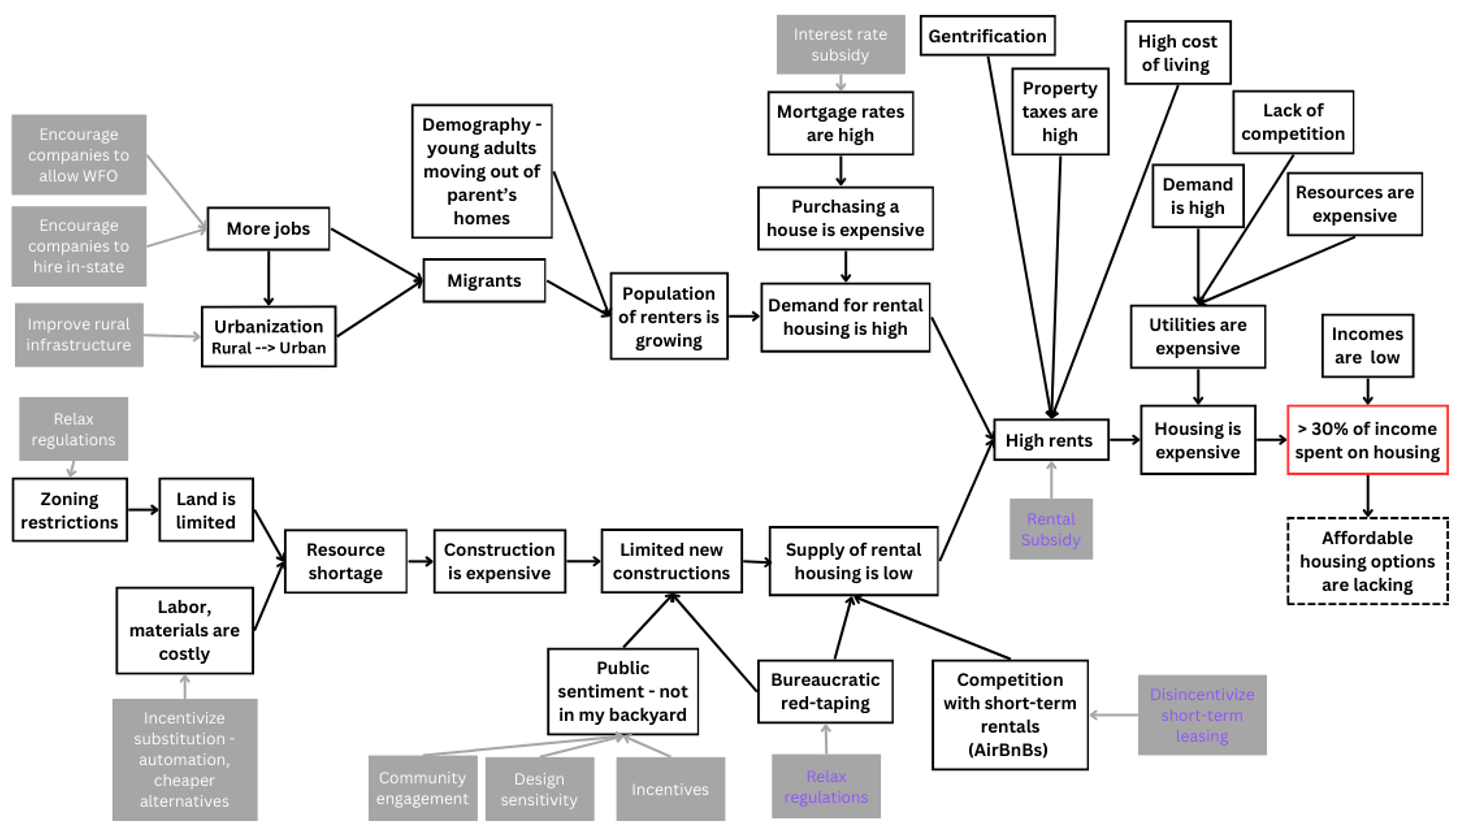 Interest rate
subsidy
Gentrification
High cost
of living
Property
taxes are
high
Mortgage rates
are high
Lack of
competition
Demography -
young adults
moving out of
parent's
homes
Encourage
companies to
allow WFO
Demand
is high
Resources are
expensive
Purchasing a
house is expensive
Encourage
companies to
hire in-state
More jobs
Migrants
Population
of renters is
growing
Demand for rental
housing is high
Improve rural
infrastructure
Urbanization
Rural --> Urban
Utilities are
expensive
Incomes
are low
Relax
regulations
High rents
Housing is
expensive
> 30% of income
spent on housing
Zoning
restrictions
Land is
limited
Rental
Subsidy
Resource
shortage
Construction
is expensive
Limited new
constructions
Supply of rental
housing is low
Affordable
housing options
are lacking
Labor,
materials are
costly
Public
sentiment - not
in my backyard
Bureaucratic
red-taping
Competition
with short-term
rentals
(AirBnBs)
Disincentivize
short-term
leasing
Incentivize
substitution -
automation,
cheaper
alternatives
Community
engagement
Design
sensitivity
Incentives
Relax
regulations